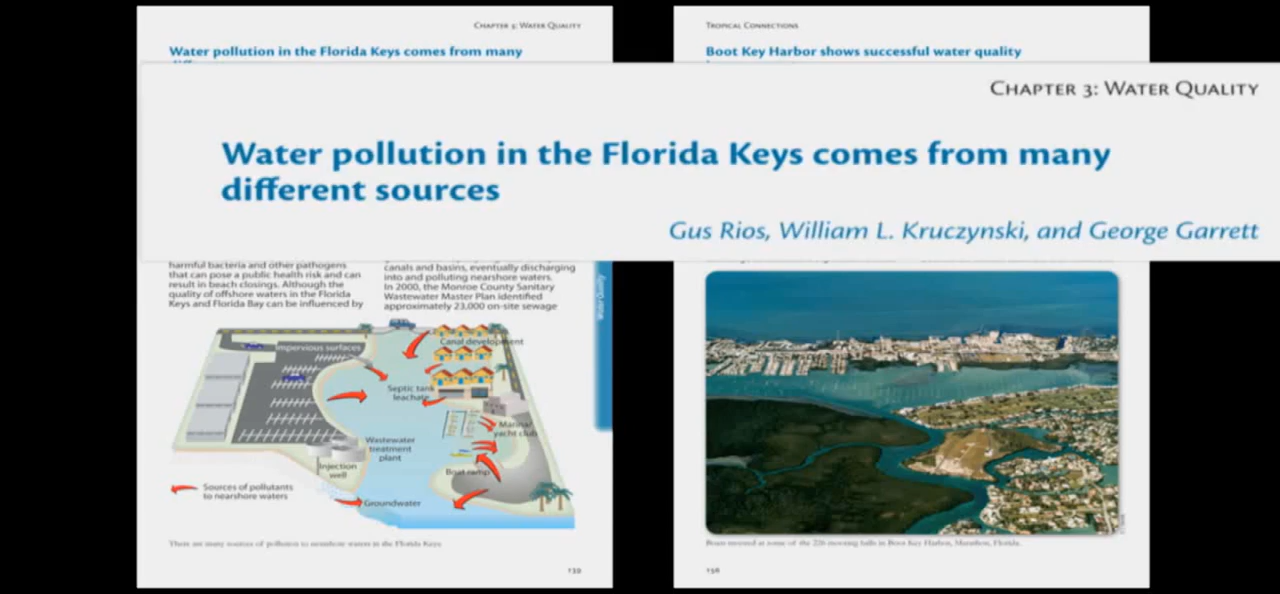 CHAPTER 3: WATER QUALITY
Water pollution in the Florida Keys comes from many
TROPICAL CONNECTIONS
Boot Key Harbor shows successful water quality
CHAPTER 3: WATER QUALITY
Water pollution in the Florida Keys comes from many
different sources
Gus Rios, William L. Kruczynski, and George Garrett
harmful bacteria and other pathogens
that can pose a public health risk and can
result in beach closings. Although the
quality of offshore waters in the Florida
Keys and Florida Bay can be influenced by
canals and basins, eventually discharging
into and polluting nearshore waters.
In 2000, the Monroe County Sanitary
Wastewater Master Plan identified
approximately 23,000 on-site sewage
Water Quality
Impervious surfaces
Canal development
Septic tank
leachate
Marina/
yacht club
Wastewater
treatment
plant
Injection
well
Boat ramp
Groundwater
Sources of pollutants
to nearshore waters
There are many sources of pollution to nearshore waters in the Florida Keys.
Boats moored at some of the 226 mooring balls in Boot Key Harbor, Marathon, Florida.